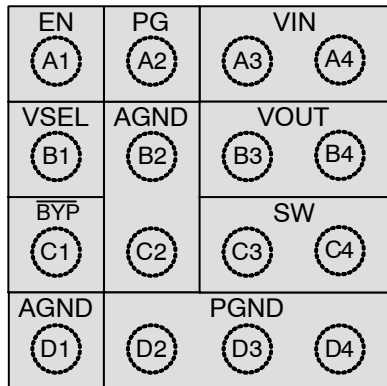 EN PG VIN
A1 A2 A3 A4
VSEL AGND VOUT
B1 B2 B3 B4
BYP SW
C1 C2 C3 C4
AGND PGND
D1 D2 D3 D4